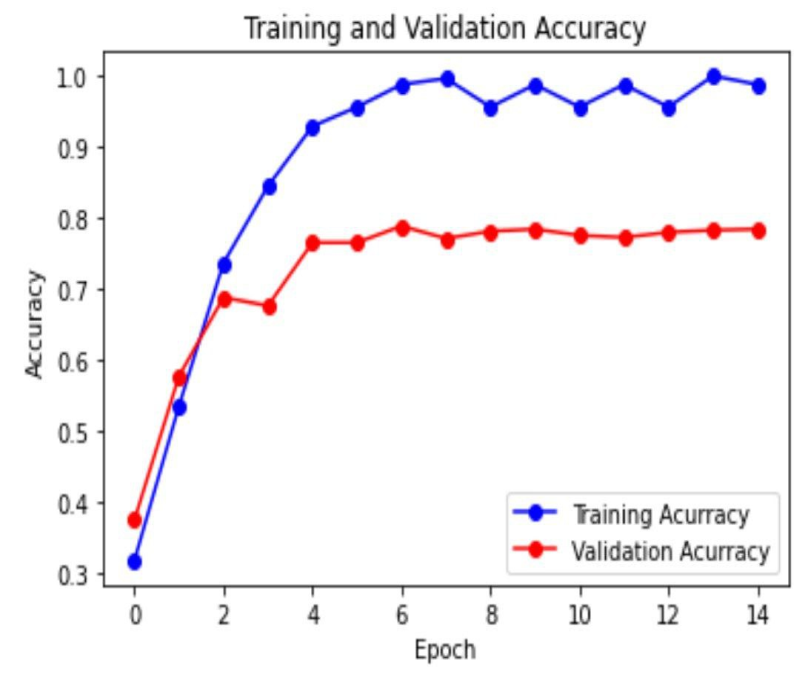 Training and Validation Accuracy
1.0
0.9
0.8
0.7
0.6
0.5
0.4
0.3
Accuracy
Training Acurracy
Validation Acurracy
0 2 4 6 8 10 12 14
Epoch